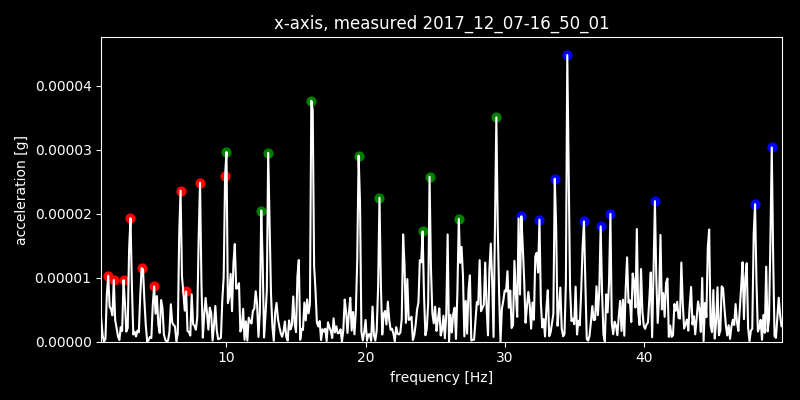 x-axis, measured 2017_12_07-16_50_01
acceleration [g]
0.00004
0.00003
0.00002
0.00001
0.00000
10 20 30 40
frequency [Hz]